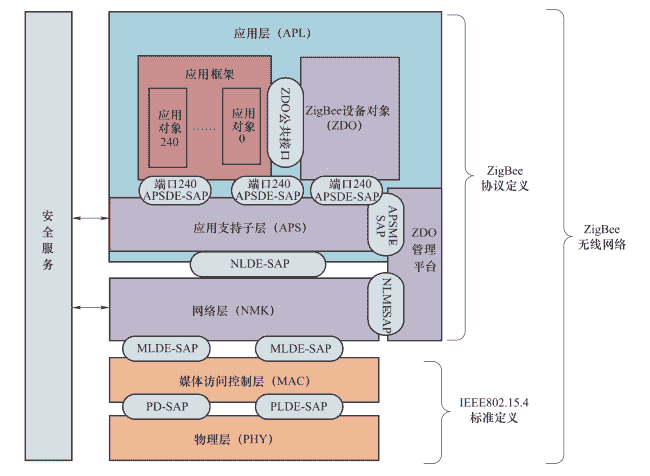 应用层（APL）
应用框架
应用
对象
240
……
应用
对象
0
ZDO公共接口
ZigBee设备对象
（ZDO）
端口240
APSDE-SAP
端口240
APSDE-SAP
端口240
APSDE-SAP
应用支持子层（APS）
APSME
SAP
ZDO
管理
平台
NLDE-SAP
网络层（NMK）
NLMESAP
MLDE-SAP
MLDE-SAP
媒体访问控制层（MAC）
PD-SAP
PLDE-SAP
物理层（PHY）
安全服务
ZigBee
协议定义
IEEE802.15.4
标准定义
ZigBee
无线网络